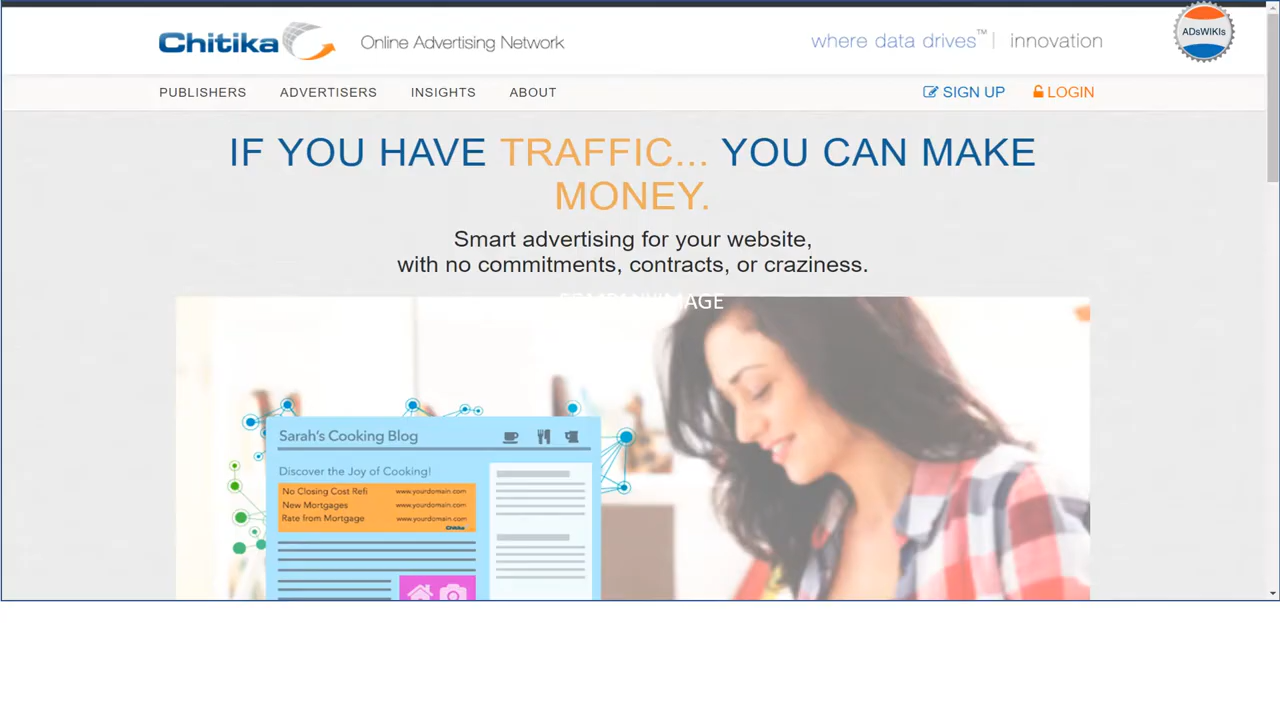 Chitika Online Advertising Network
where data drives™ | innovation
ADsWIKIs
PUBLISHERS ADVERTISERS INSIGHTS ABOUT
SIGN UP LOGIN
IF YOU HAVE TRAFFIC... YOU CAN MAKE
MONEY.
Smart advertising for your website,
with no commitments, contracts, or craziness.
Sarah's Cooking Blog
Discover the Joy of Cooking!
No Closing Cost Refi www.yourdomain.com
New Mortgages www.yourdomain.com
Rate from Mortgage www.yourdomain.com
Chitika